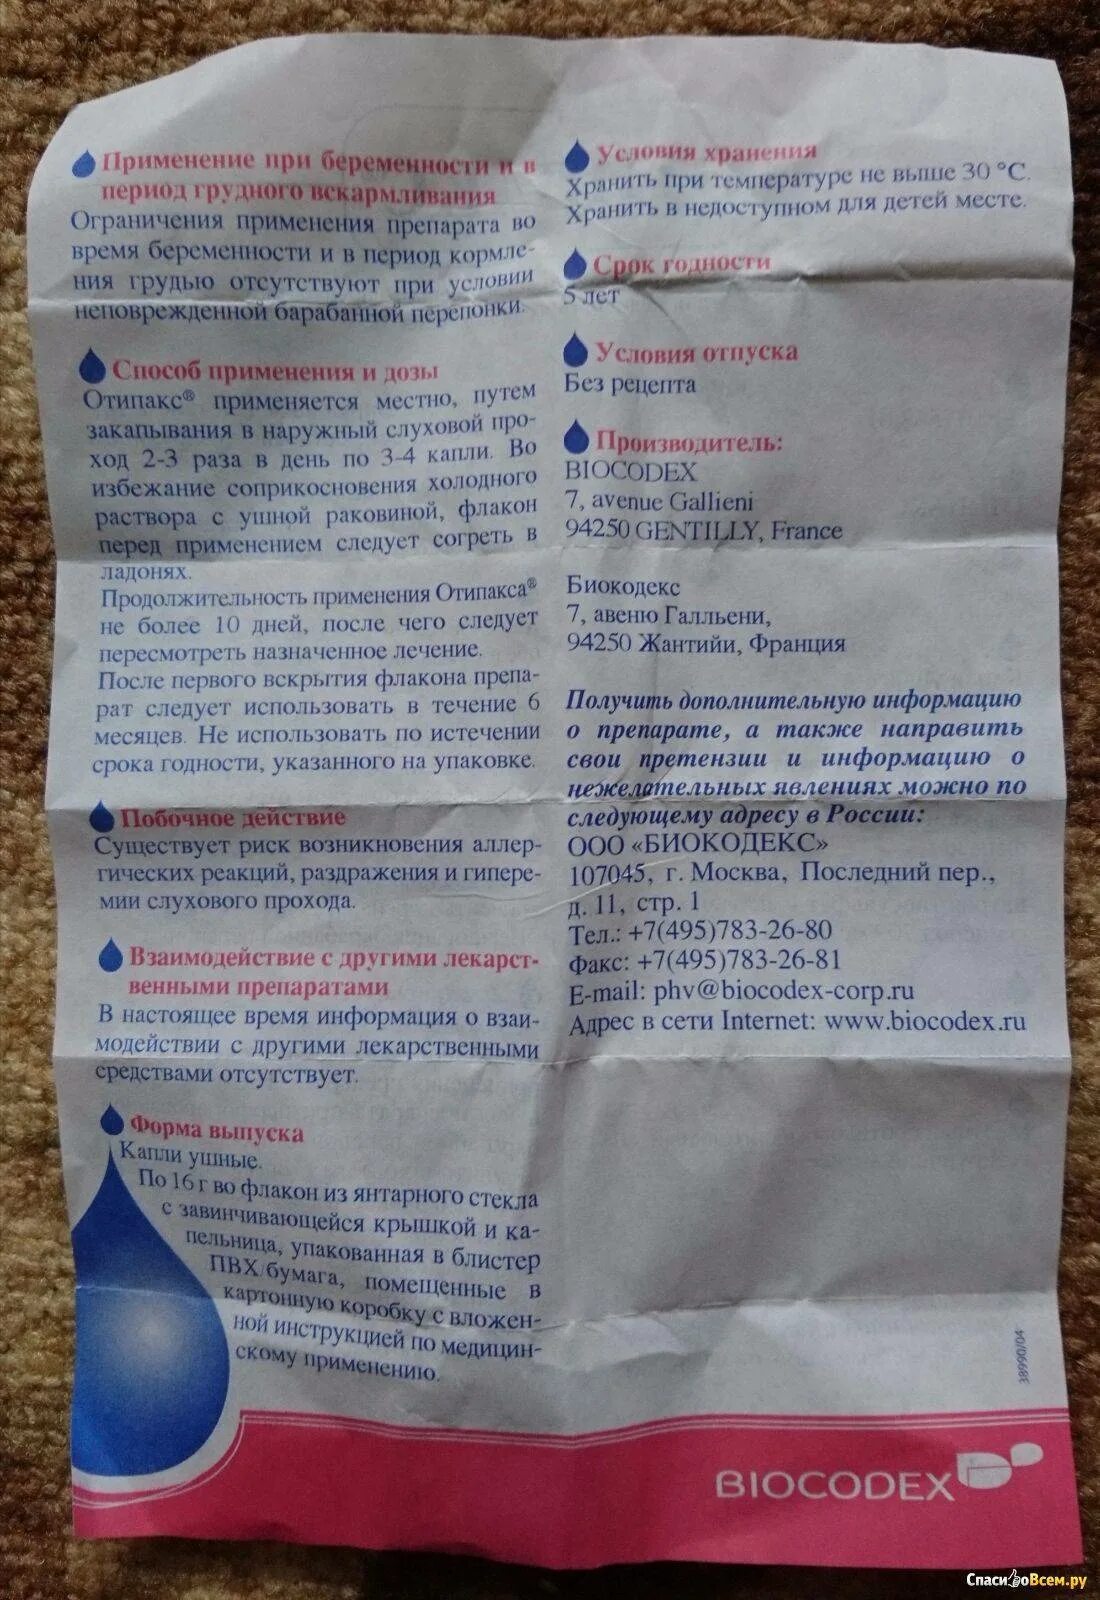 Применение при беременности и в
период грудного вскармливания
Ограничения применения препарата во
время беременности и в период кормле-
ния грудью отсутствуют при условии
неповрежденной барабанной перепонки.
Способ применения и дозы
Отипакс® применяется местно, путем
закапывания в наружный слуховой про-
ход 2-3 раза в день по 3-4 капли. Во
избежание соприкосновения холодного
раствора с ушной раковиной, флакон
перед применением следует согреть в
ладонях.
Продолжительность применения Отипакса®
не более 10 дней, после чего следует
пересмотреть назначенное лечение.
После первого вскрытия флакона препа-
рат следует использовать в течение 6
месяцев. Не использовать по истечении
срока годности, указанного на упаковке.
Побочное действие
Существует риск возникновения аллер-
гических реакций, раздражения и гипере-
мии слухового прохода.
Взаимодействие с другими лекарст-
венными препаратами
В настоящее время информация о взаи-
модействии с другими лекарственными
средствами отсутствует.
Форма выпуска
Капли ушные.
По 16 г во флакон из янтарного стекла
с завинчивающейся крышкой и ка-
пельница, упакованная в блистер
ПВХ/бумага, помещенные в
картонную коробку с вложен-
ной инструкцией по медицин-
скому применению.
Условия хранения
Хранить при температуре не выше 30 °C.
Хранить в недоступном для детей месте.
Срок годности
5 лет
Условия отпуска
Без рецепта
Производитель:
BIOCODEX
7, avenue Gallieni
94250 GENTILLY, France
Биокодекс
7, авеню Галльени,
94250 Жантийи, Франция
Получить дополнительную информацию
о препарате, а также направить
свои претензии и информацию о
нежелательных явлениях можно по
следующему адресу в России:
ООО «БИОКОДЕКС»
107045, г. Москва, Последний пер.,
д. 11, стр. 1
Тел.: +7(495)783-26-80
Факс: +7(495)783-26-81
E-mail: phv@biocodex-corp.ru
Адрес в сети Internet: www.biocodex.ru
38990/04
BIOCODEX
СпасибоВсем.ру